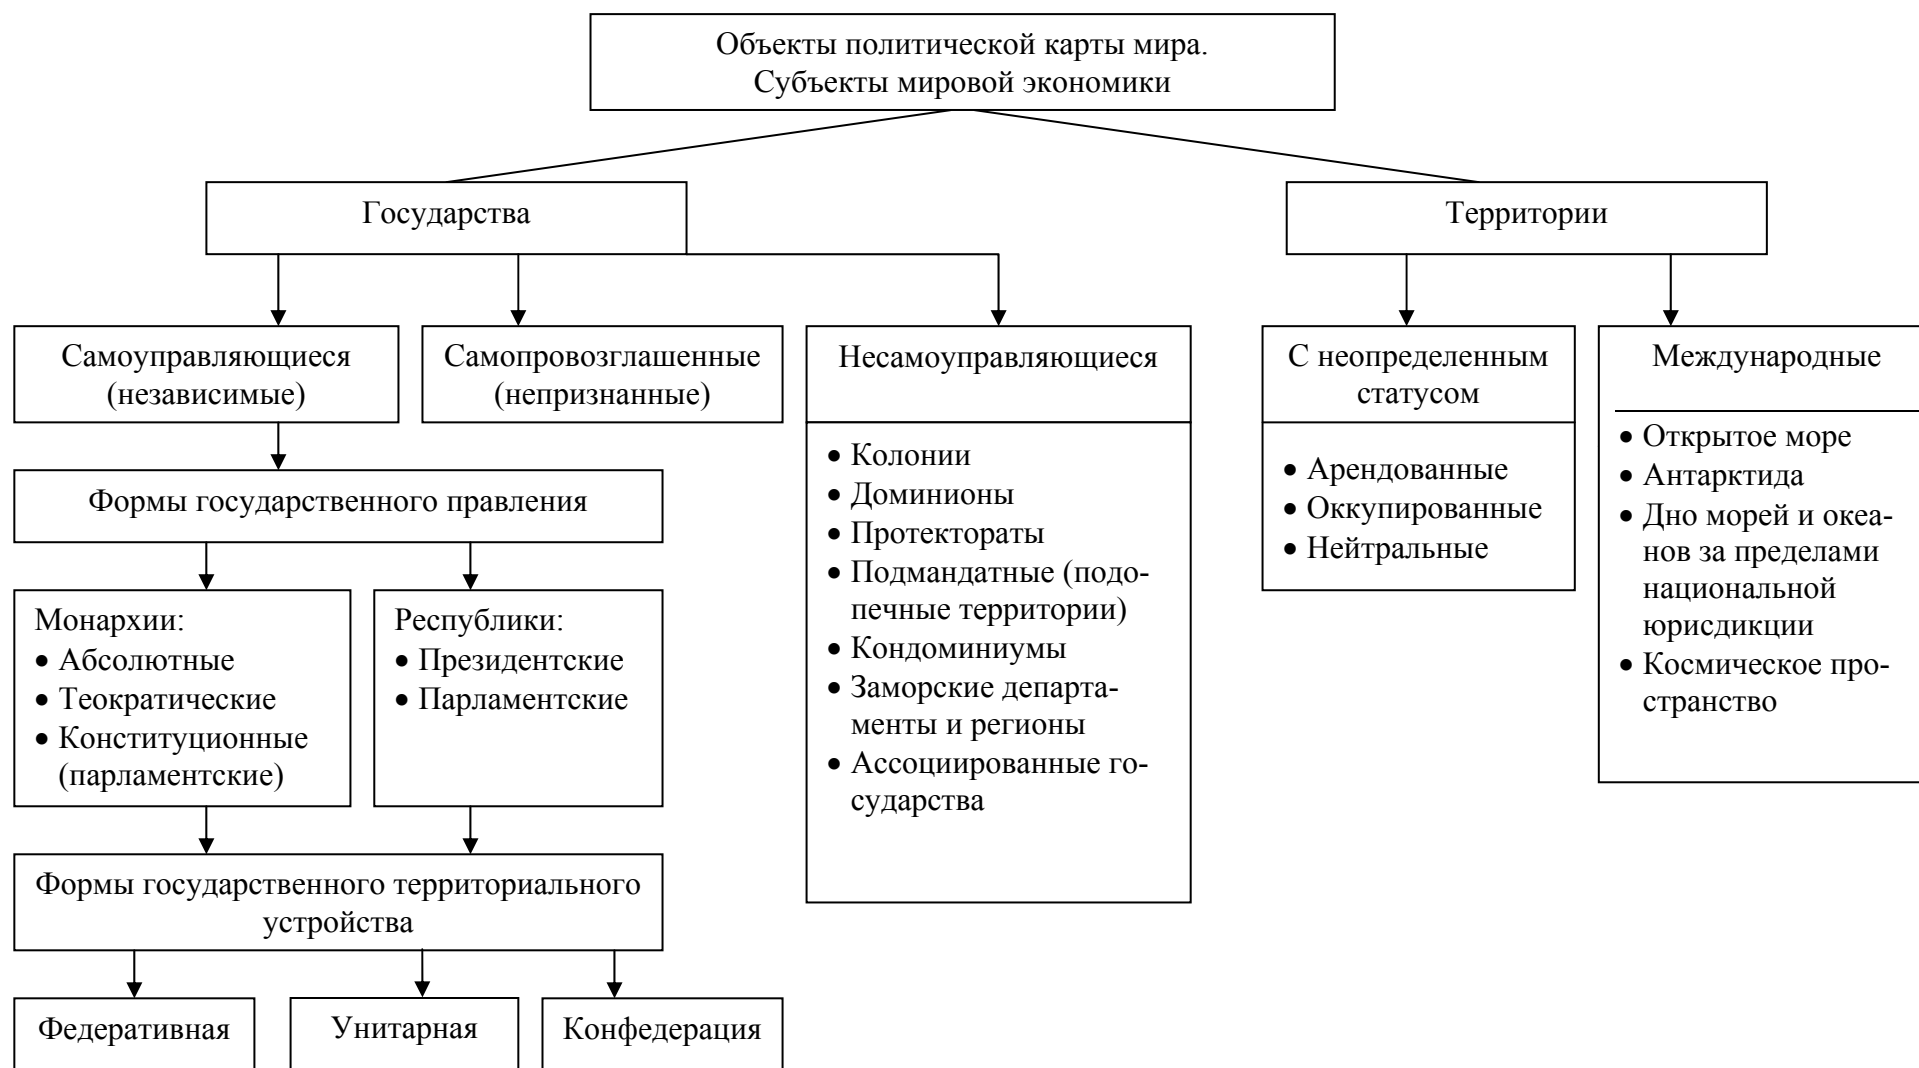 Объекты политической карты мира.
Субъекты мировой экономики
Государства
Территории
Самоуправляющиеся
(независимые)
Самопровозглашенные
(непризнанные)
Несамоуправляющиеся
С неопределенным
статусом
Международные
Формы государственного правления
Монархии:
• Абсолютные
• Теократические
• Конституционные
(парламентские)
Республики:
• Президентские
• Парламентские
Формы государственного территориального
устройства
Федеративная
Унитарная
Конфедерация
• Колонии
• Доминионы
• Протектораты
• Подмандатные (подо-
печные территории)
• Кондоминиумы
• Заморские департа-
менты и регионы
• Ассоциированные го-
сударства
• Арендованные
• Оккупированные
• Нейтральные
• Открытое море
• Антарктида
• Дно морей и океа-
нов за пределами
национальной
юрисдикции
• Космическое про-
странство